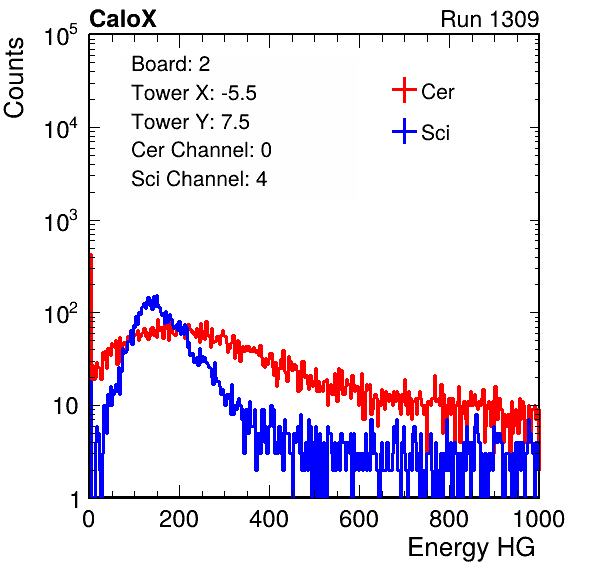 CaloX Run 1309
Counts
Board: 2
Tower X: -5.5
Tower Y: 7.5
Cer Channel: 0
Sci Channel: 4
Cer
Sci
10^5
10^4
10^3
10^2
10
1
0 200 400 600 800 1000
Energy HG